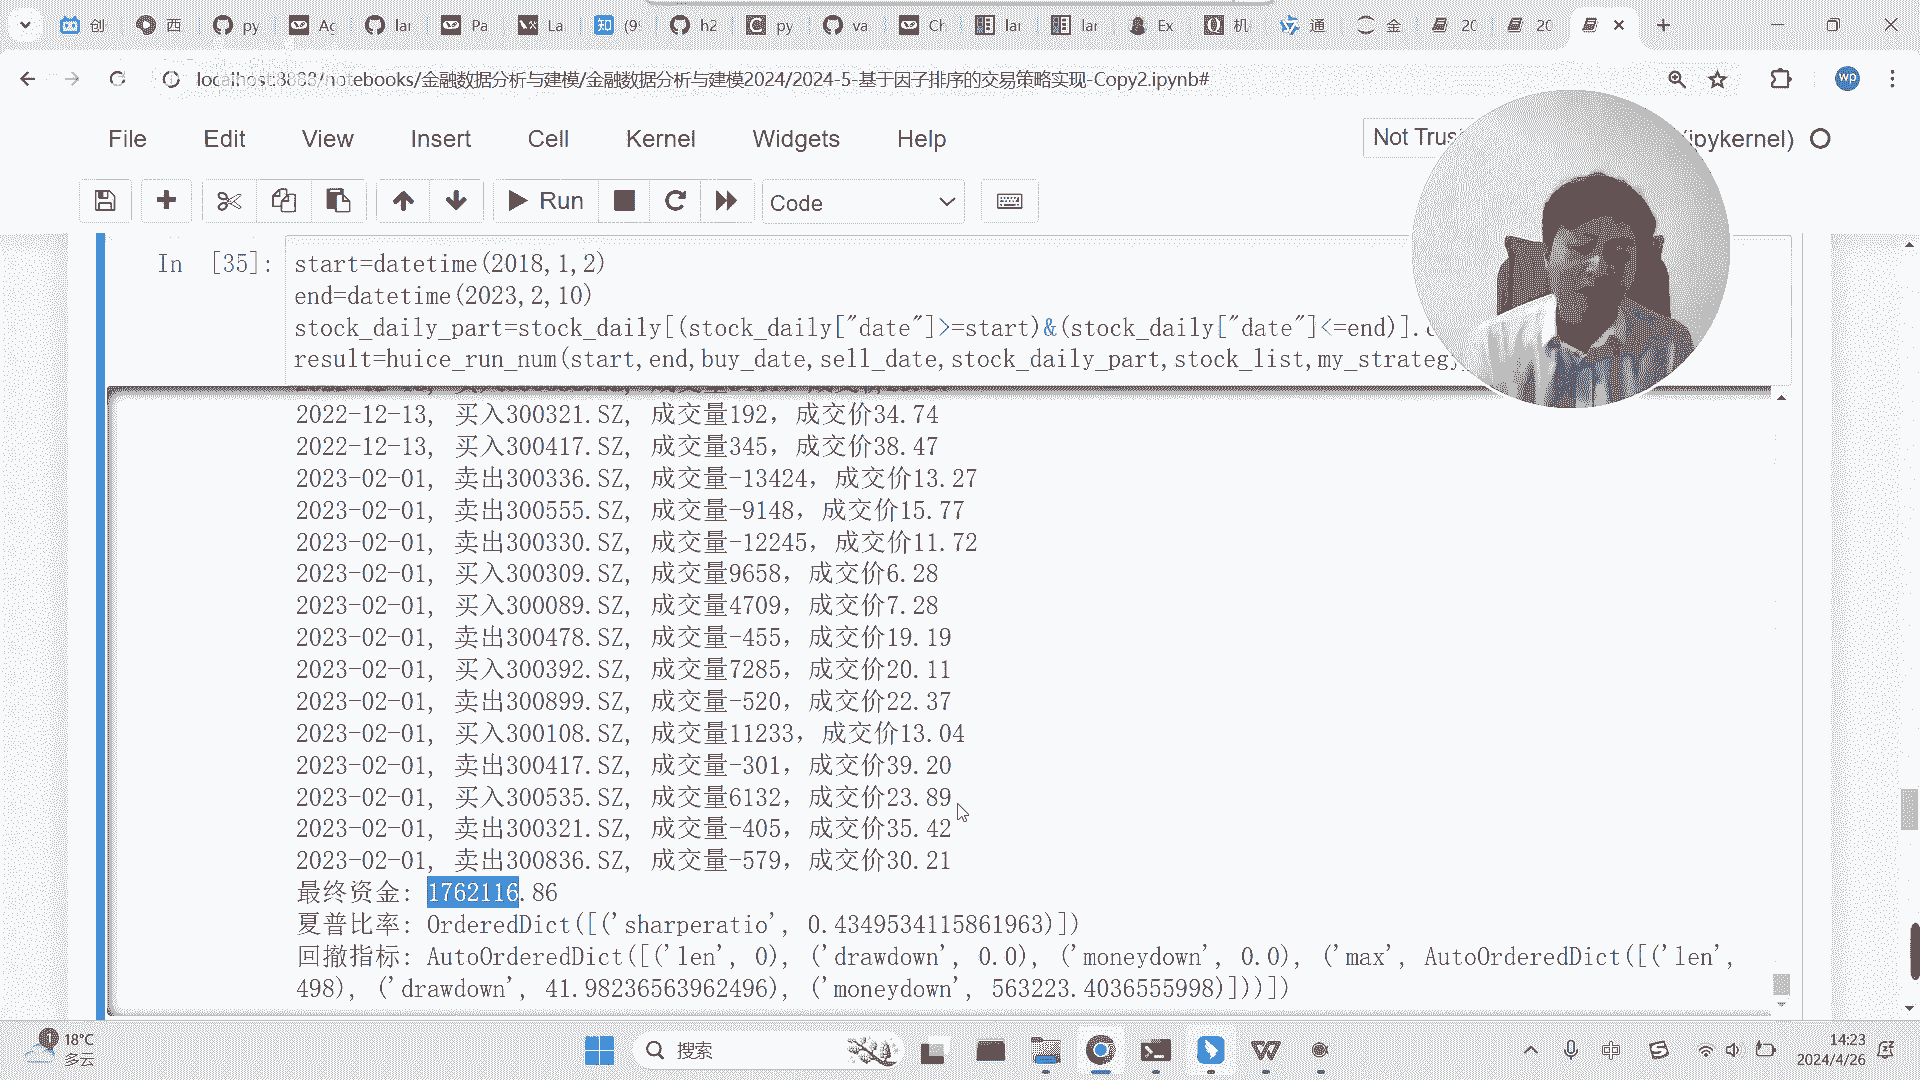 创 西 py Ag lar Pa La 知 (9 h2 py va Ch lar lar Ex 机 通 金 20 20
localhost:8888/notebooks/金融数据分析与建模/金融数据分析与建模2024/2024-5-基于因子排序的交易策略实现-Copy2.ipynb#
wp
File Edit View Insert Cell Kernel Widgets Help Not Trus (ipykernel)
Run Code
In [35]: start=datetime(2018,1,2)
end=datetime(2023,2,10)
stock_daily_part=stock_daily[(stock_daily["date"]>=start)&(stock_daily["date"]<=end)].
result=huice_run_num(start,end,buy_date,sell_date,stock_daily_part,stock_list,my_strategy
2022-12-13, 买入300321.SZ, 成交量192，成交价34.74
2022-12-13, 买入300417.SZ, 成交量345，成交价38.47
2023-02-01, 卖出300336.SZ, 成交量-13424，成交价13.27
2023-02-01, 卖出300555.SZ, 成交量-9148，成交价15.77
2023-02-01, 卖出300330.SZ, 成交量-12245，成交价11.72
2023-02-01, 买入300309.SZ, 成交量9658，成交价6.28
2023-02-01, 买入300089.SZ, 成交量4709，成交价7.28
2023-02-01, 卖出300478.SZ, 成交量-455，成交价19.19
2023-02-01, 买入300392.SZ, 成交量7285，成交价20.11
2023-02-01, 卖出300899.SZ, 成交量-520，成交价22.37
2023-02-01, 买入300108.SZ, 成交量11233，成交价13.04
2023-02-01, 卖出300417.SZ, 成交量-301，成交价39.20
2023-02-01, 买入300535.SZ, 成交量6132，成交价23.89
2023-02-01, 卖出300321.SZ, 成交量-405，成交价35.42
2023-02-01, 卖出300836.SZ, 成交量-579，成交价30.21
最终资金: 1762116.86
夏普比率: OrderedDict([('sharperatio', 0.4349534115861963)])
回撤指标: AutoOrderedDict([('len', 0), ('drawdown', 0.0), ('moneydown', 0.0), ('max', AutoOrderedDict([('len',
498), ('drawdown', 41.98236563962496), ('moneydown', 563223.4036555998)]))])
1 18°C
多云
搜索
中
14:23
2024/4/26